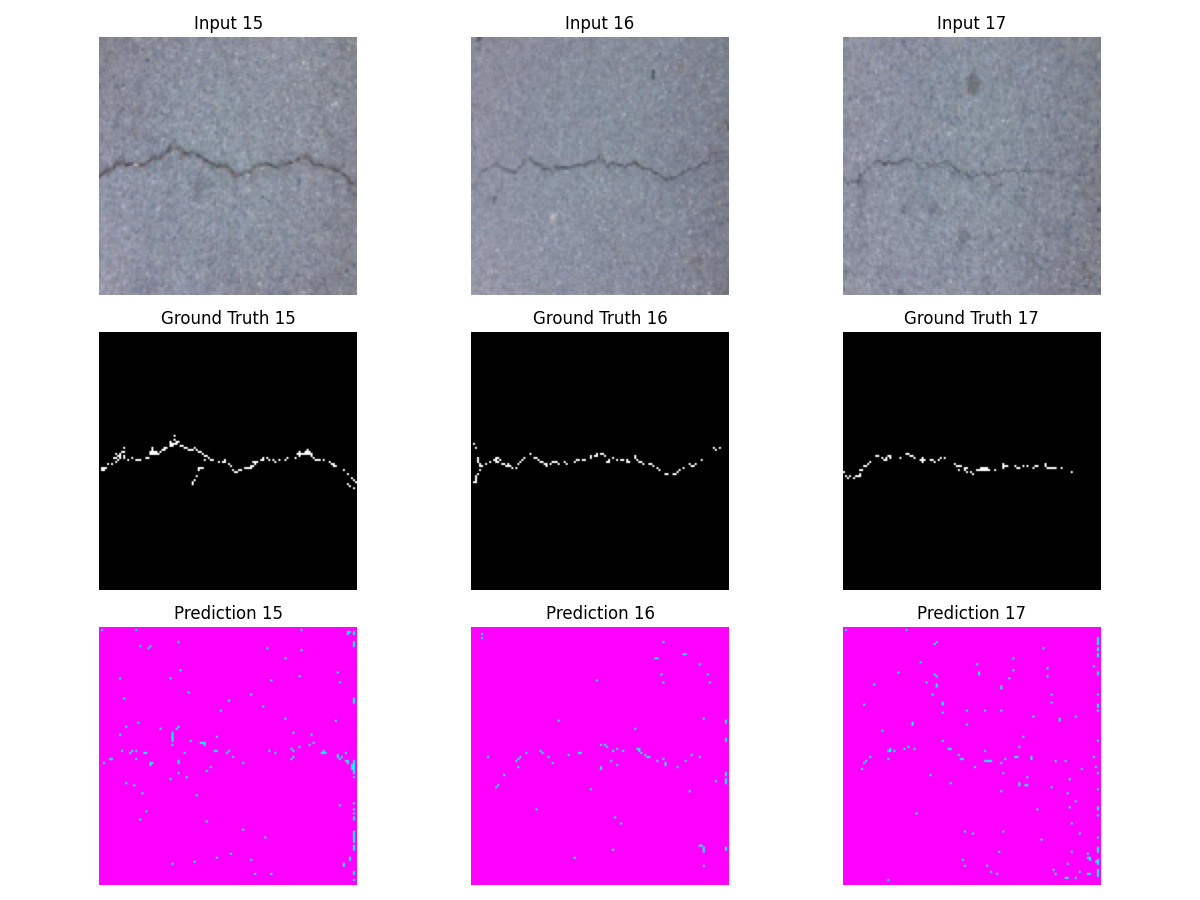 Input 15
Input 16
Input 17
Ground Truth 15
Ground Truth 16
Ground Truth 17
Prediction 15
Prediction 16
Prediction 17